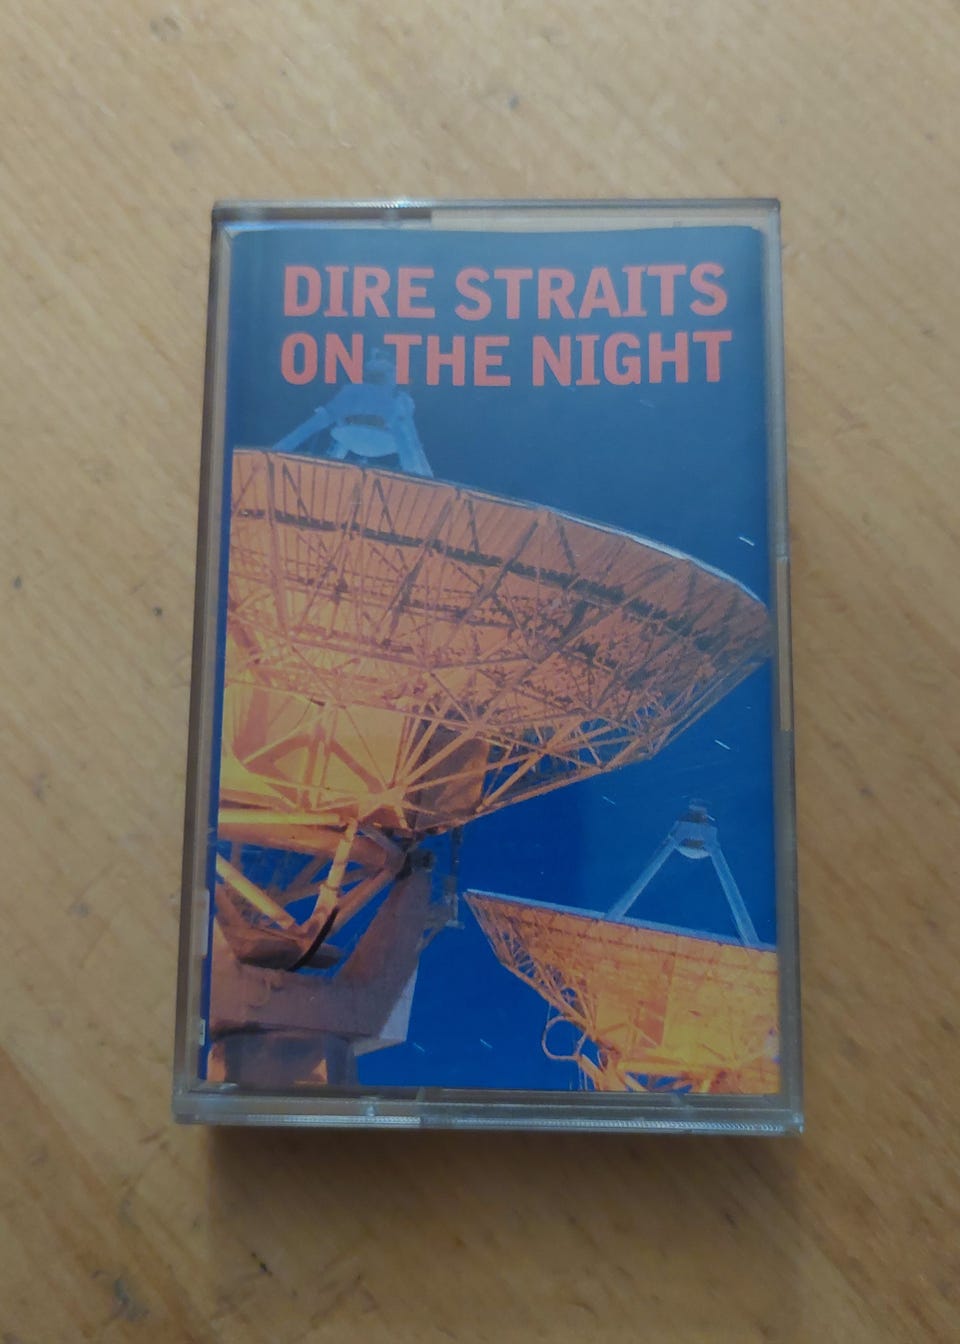 DIRE STRAITS
ON THE NIGHT